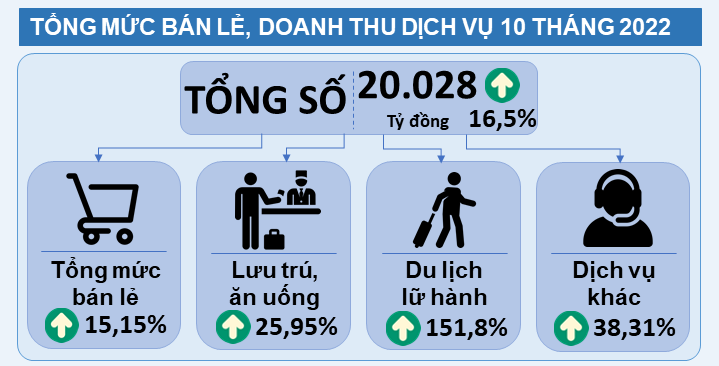 TỔNG MỨC BÁN LẺ, DOANH THU DỊCH VỤ 10 THÁNG 2022
TỔNG SỐ
20.028
Tỷ đồng
16,5%
Tổng mức
bán lẻ
15,15%
Lưu trú,
ăn uống
25,95%
Du lịch
lữ hành
151,8%
Dịch vụ
khác
38,31%